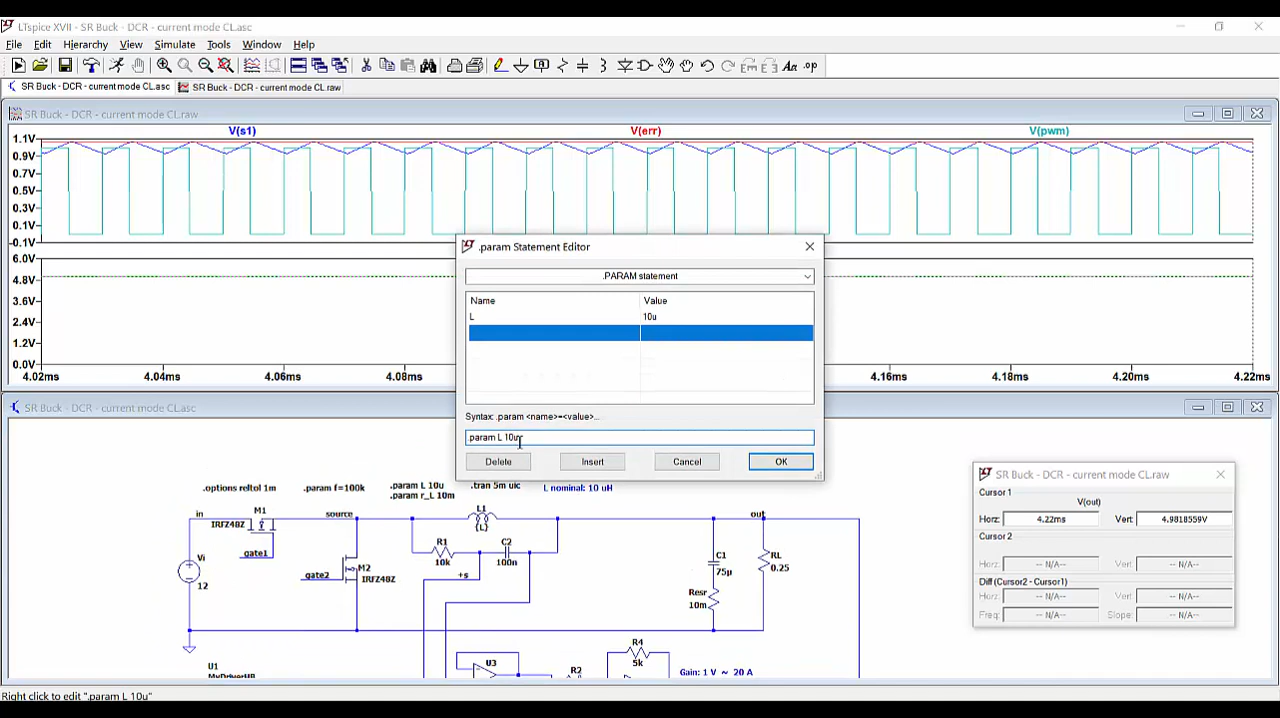 LTspice XVII - SR Buck - DCR - current mode CL.asc
File Edit Hierarchy View Simulate Tools Window Help
SR Buck - DCR - current mode CL.asc SR Buck - DCR - current mode CL.raw
SR Buck - DCR - current mode CL.raw
V(s1) V(err) V(pwm)
1.1V
0.9V
0.7V
0.5V
0.3V
0.1V
-0.1V
6.0V
4.8V
3.6V
2.4V
1.2V
0.0V
4.02ms 4.04ms 4.06ms 4.08ms 4.16ms 4.18ms 4.20ms 4.22ms
.param Statement Editor
.PARAM statement
Name Value
L 10u
Syntax: .param <name>=<value>...
.param L 10u
Delete Insert Cancel OK
SR Buck - DCR - current mode CL.asc
.options reltol 1m .param f=100k .param L 10u .tran 5m uic L nominal: 10 uH
.param r_L 10m
in M1 source L1 out
IRFZ48Z {L}
gate1 R1 C2 C1
10k 100n 75µ
Vi M2 RL
12 gate2 IRFZ48Z +s 0.25
Resr
10m
U1 U3 R2 R4
5k
Gain: 1 V ~ 20 A
SR Buck - DCR - current mode CL.raw
Cursor 1
V(out)
Horz: 4.22ms Vert: 4.9818559V
Cursor 2
Horz: -- N/A-- Vert: -- N/A--
Diff (Cursor2 - Cursor1)
Horz: -- N/A-- Vert: -- N/A--
Freq: -- N/A-- Slope: -- N/A--
Right click to edit ".param L 10u"